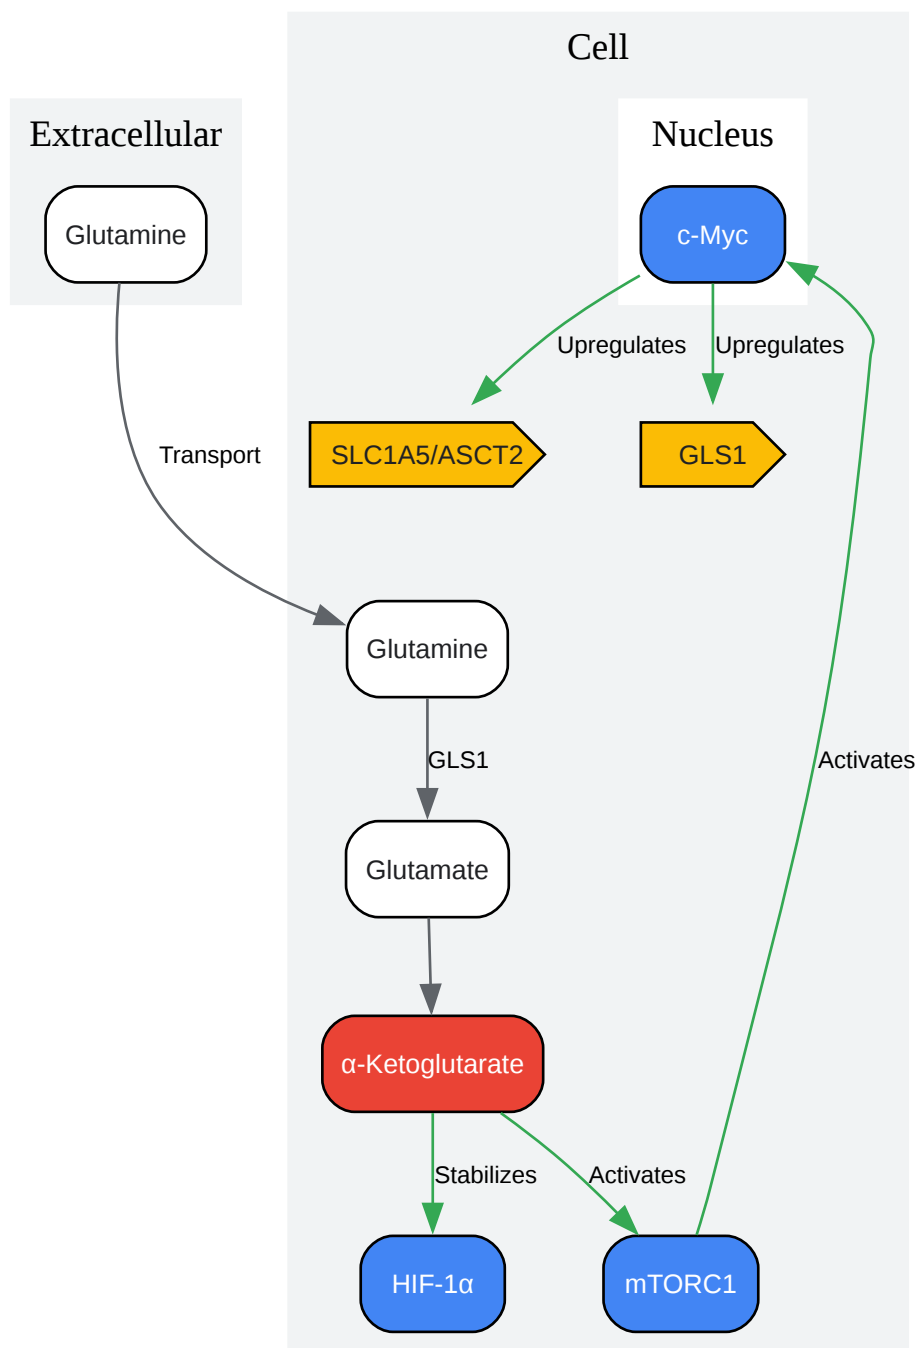 Cell
Extracellular
Nucleus
Glutamine
c-Myc
Upregulates
Upregulates
Transport
SLC1A5/ASCT2
GLS1
Glutamine
GLS1
Activates
Glutamate
α-Ketoglutarate
Stabilizes
Activates
HIF-1α
mTORC1